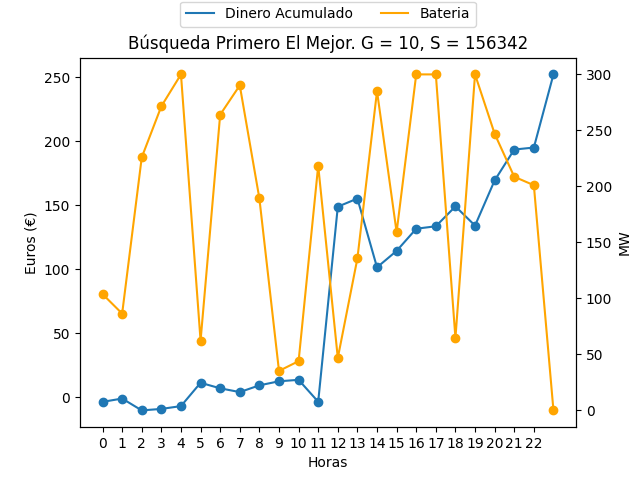 Dinero Acumulado Bateria
Búsqueda Primero El Mejor. G = 10, S = 156342
250
200
150
100
50
0
Euros (€)
300
250
200
150
100
50
0
MW
0 1 2 3 4 5 6 7 8 9 10 11 12 13 14 15 16 17 18 19 20 21 22
Horas